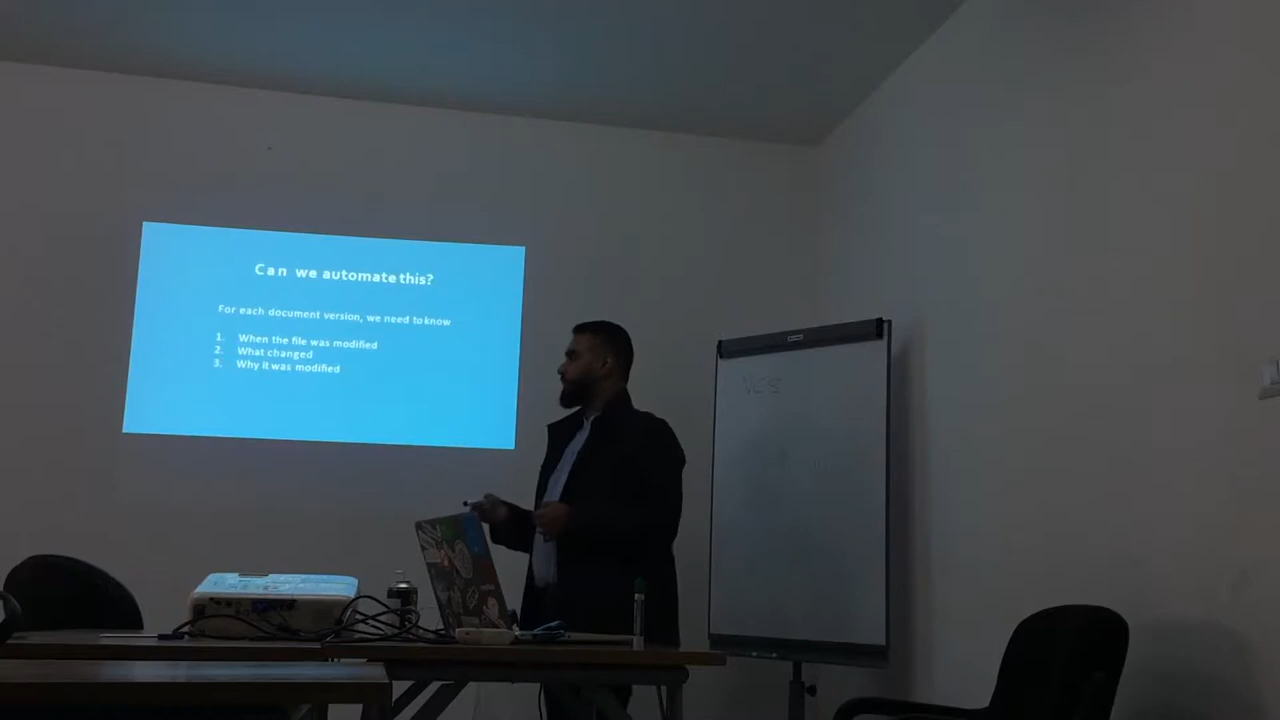 Can we automate this?
For each document version, we need to know
1. When the file was modified
2. What changed
3. Why it was modified
VCS